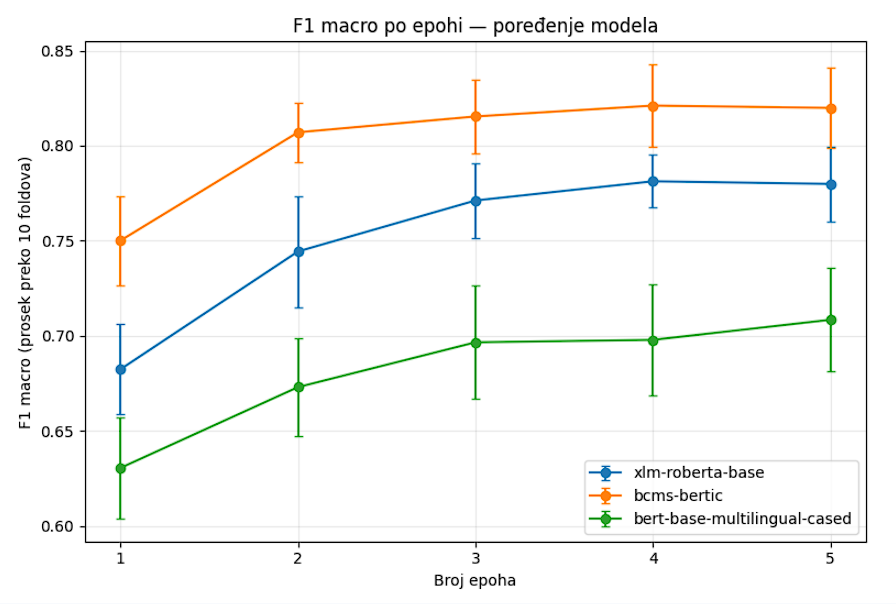 F1 macro po epohi — poređenje modela
F1 macro (prosek preko 10 foldova)
0.85
0.80
0.75
0.70
0.65
0.60
1 2 3 4 5
Broj epoha
xlm-roberta-base
bcms-bertic
bert-base-multilingual-cased